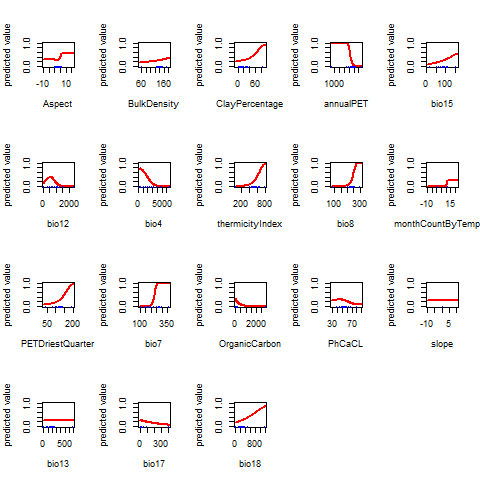 predicted value 0.0 1.0 -10 10 Aspect
predicted value 0.0 1.0 60 160 BulkDensity
predicted value 0.0 1.0 0 60 ClayPercentage
predicted value 0.0 1.0 1000 annualPET
predicted value 0.0 1.0 0 100 bio15
predicted value 0.0 1.0 0 2000 bio12
predicted value 0.0 1.0 0 5000 bio4
predicted value 0.0 1.0 200 800 thermicityIndex
predicted value 0.0 1.0 100 300 bio8
predicted value 0.0 1.0 -10 15 monthCountByTemp
predicted value 0.0 1.0 50 200 PETDriestQuarter
predicted value 0.0 1.0 100 350 bio7
predicted value 0.0 1.0 0 2000 OrganicCarbon
predicted value 0.0 1.0 30 70 PhCaCL
predicted value 0.0 1.0 -10 5 slope
predicted value 0.0 1.0 0 500 bio13
predicted value 0.0 1.0 0 300 bio17
predicted value 0.0 1.0 0 800 bio18